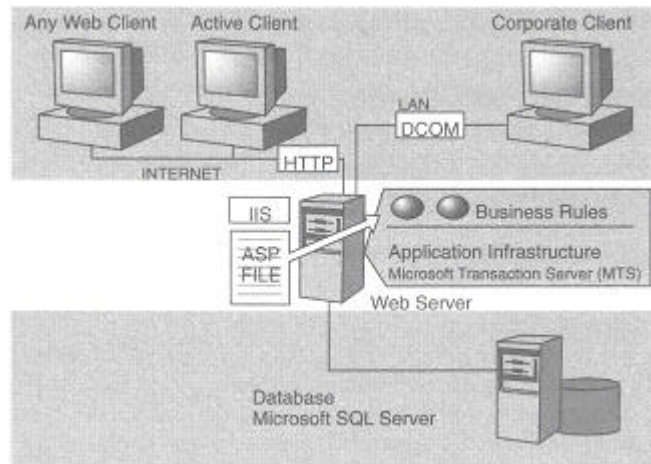 Any Web Client
Active Client
Corporate Client
LAN
DCOM
HTTP
INTERNET
IIS
Business Rules
ASP
FILE
Application Infrastructure
Microsoft Transaction Server (MTS)
Web Server
Database
Microsoft SQL Server